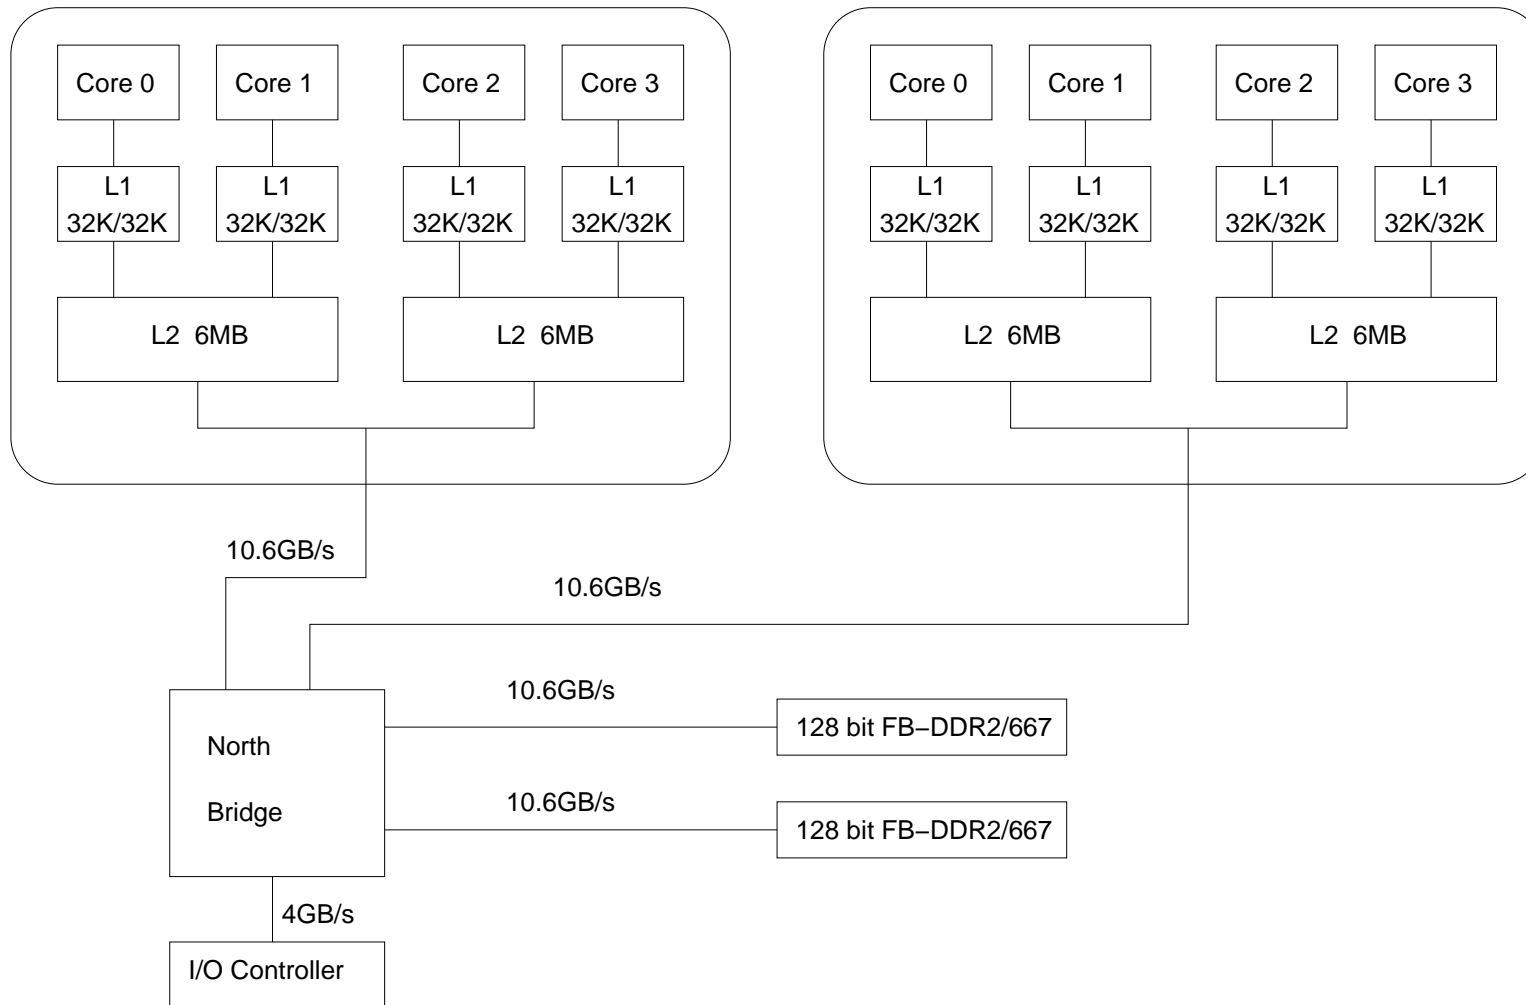 Core 0
Core 1
Core 2
Core 3
Core 0
Core 1
Core 2
Core 3
L1
32K/32K
L1
32K/32K
L1
32K/32K
L1
32K/32K
L1
32K/32K
L1
32K/32K
L1
32K/32K
L1
32K/32K
L2 6MB
L2 6MB
L2 6MB
L2 6MB
10.6GB/s
10.6GB/s
10.6GB/s
128 bit FB−DDR2/667
North
Bridge
10.6GB/s
128 bit FB−DDR2/667
4GB/s
I/O Controller